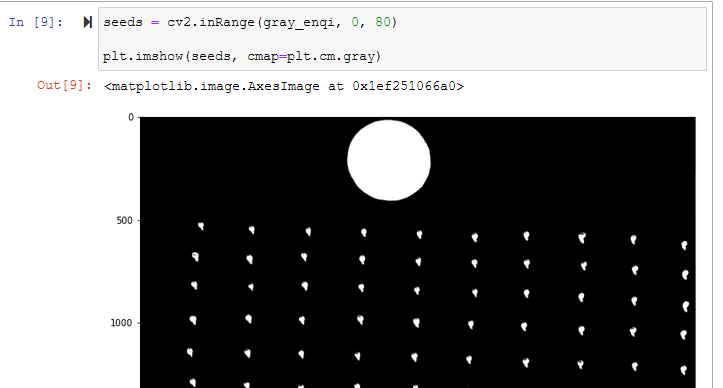 In [9]:
seeds = cv2.inRange(gray_enqi, 0, 80)
plt.imshow(seeds, cmap=plt.cm.gray)
Out[9]: <matplotlib.image.AxesImage at 0x1ef251066a0>
0
500
1000